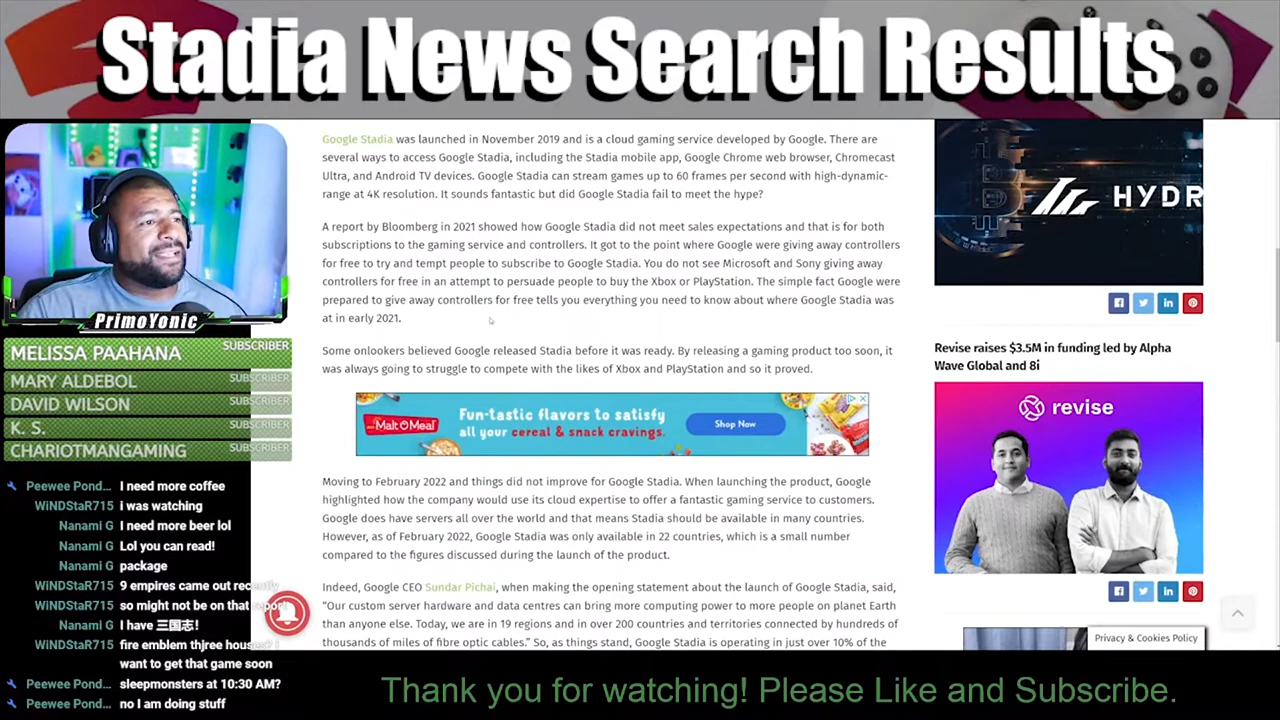 Stadia News Search Results
Google Stadia was launched in November 2019 and is a cloud gaming service developed by Google. There are
several ways to access Google Stadia, including the Stadia mobile app, Google Chrome web browser, Chromecast
Ultra, and Android TV devices. Google Stadia can stream games up to 60 frames per second with high-dynamic-
range at 4K resolution. It sounds fantastic but did Google Stadia fail to meet the hype?
A report by Bloomberg in 2021 showed how Google Stadia did not meet sales expectations and that is for both
subscriptions to the gaming service and controllers. It got to the point where Google were giving away controllers
for free to try and tempt people to subscribe to Google Stadia. You do not see Microsoft and Sony giving away
controllers for free in an attempt to persuade people to buy the Xbox or PlayStation. The simple fact Google were
prepared to give away controllers for free tells you everything you need to know about where Google Stadia was
at in early 2021.
Some onlookers believed Google released Stadia before it was ready. By releasing a gaming product too soon, it
was always going to struggle to compete with the likes of Xbox and PlayStation and so it proved.
Malt O Meal
Fun-tastic flavors to satisfy
all your cereal & snack cravings.
Shop Now
Moving to February 2022 and things did not improve for Google Stadia. When launching the product, Google
highlighted how the company would use its cloud expertise to offer a fantastic gaming service to customers.
Google does have servers all over the world and that means Stadia should be available in many countries.
However, as of February 2022, Google Stadia was only available in 22 countries, which is a small number
compared to the figures discussed during the launch of the product.
Indeed, Google CEO Sundar Pichai, when making the opening statement about the launch of Google Stadia, said,
“Our custom server hardware and data centres can bring more computing power to more people on planet Earth
than anyone else. Today, we are in 19 regions and in over 200 countries and territories connected by hundreds of
thousands of miles of fibre optic cables.” So, as things stand, Google Stadia is operating in just over 10% of the
HYDR
Revise raises $3.5M in funding led by Alpha
Wave Global and 8i
revise
Privacy & Cookies Policy
PrimoYonic
MELISSA PAAHANA SUBSCRIBER
MARY ALDEBOL SUBSCRIBER
DAVID WILSON SUBSCRIBER
K. S. SUBSCRIBER
CHARIOTMANGAMING SUBSCRIBER
Peewee Pond... I need more coffee
WiNDStaR715 i was watching
Nanami G I need more beer lol
Nanami G Lol you can read!
Nanami G package
WiNDStaR715 9 empires came out recently
WiNDStaR715 so might not be on that report
Nanami G I have 三国志！
WiNDStaR715 fire emblem thjree houses? i
want to get that game soon
Peewee Pond... sleepmonsters at 10:30 AM?
Peewee Pond... no I am doing stuff
Thank you for watching! Please Like and Subscribe.